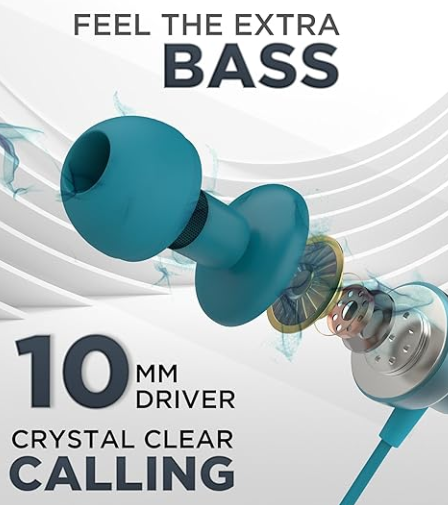 FEEL THE EXTRA
BASS
10 MM
DRIVER
CRYSTAL CLEAR
CALLING